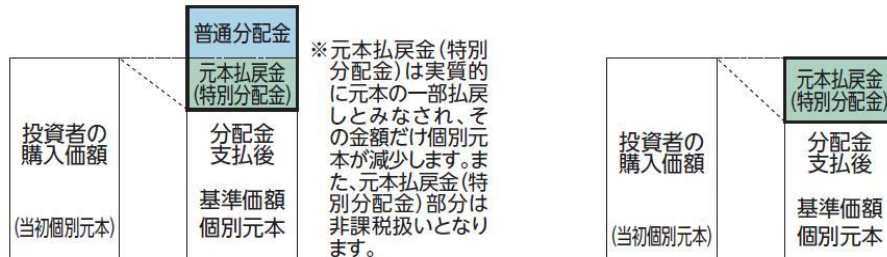 普通分配金
元本払戻金
(特別分配金)
投資者の
購入価額
(当初個別元本)
分配金
支払後
基準価額
個別元本
※元本払戻金(特別
分配金)は実質的
に元本の一部払戻
しとみなされ、そ
の金額だけ個別元
本が減少します。ま
た、元本払戻金(特
別分配金)部分は
非課税扱いとなり
ます。
元本払戻金
(特別分配金)
投資者の
購入価額
(当初個別元本)
分配金
支払後
基準価額
個別元本